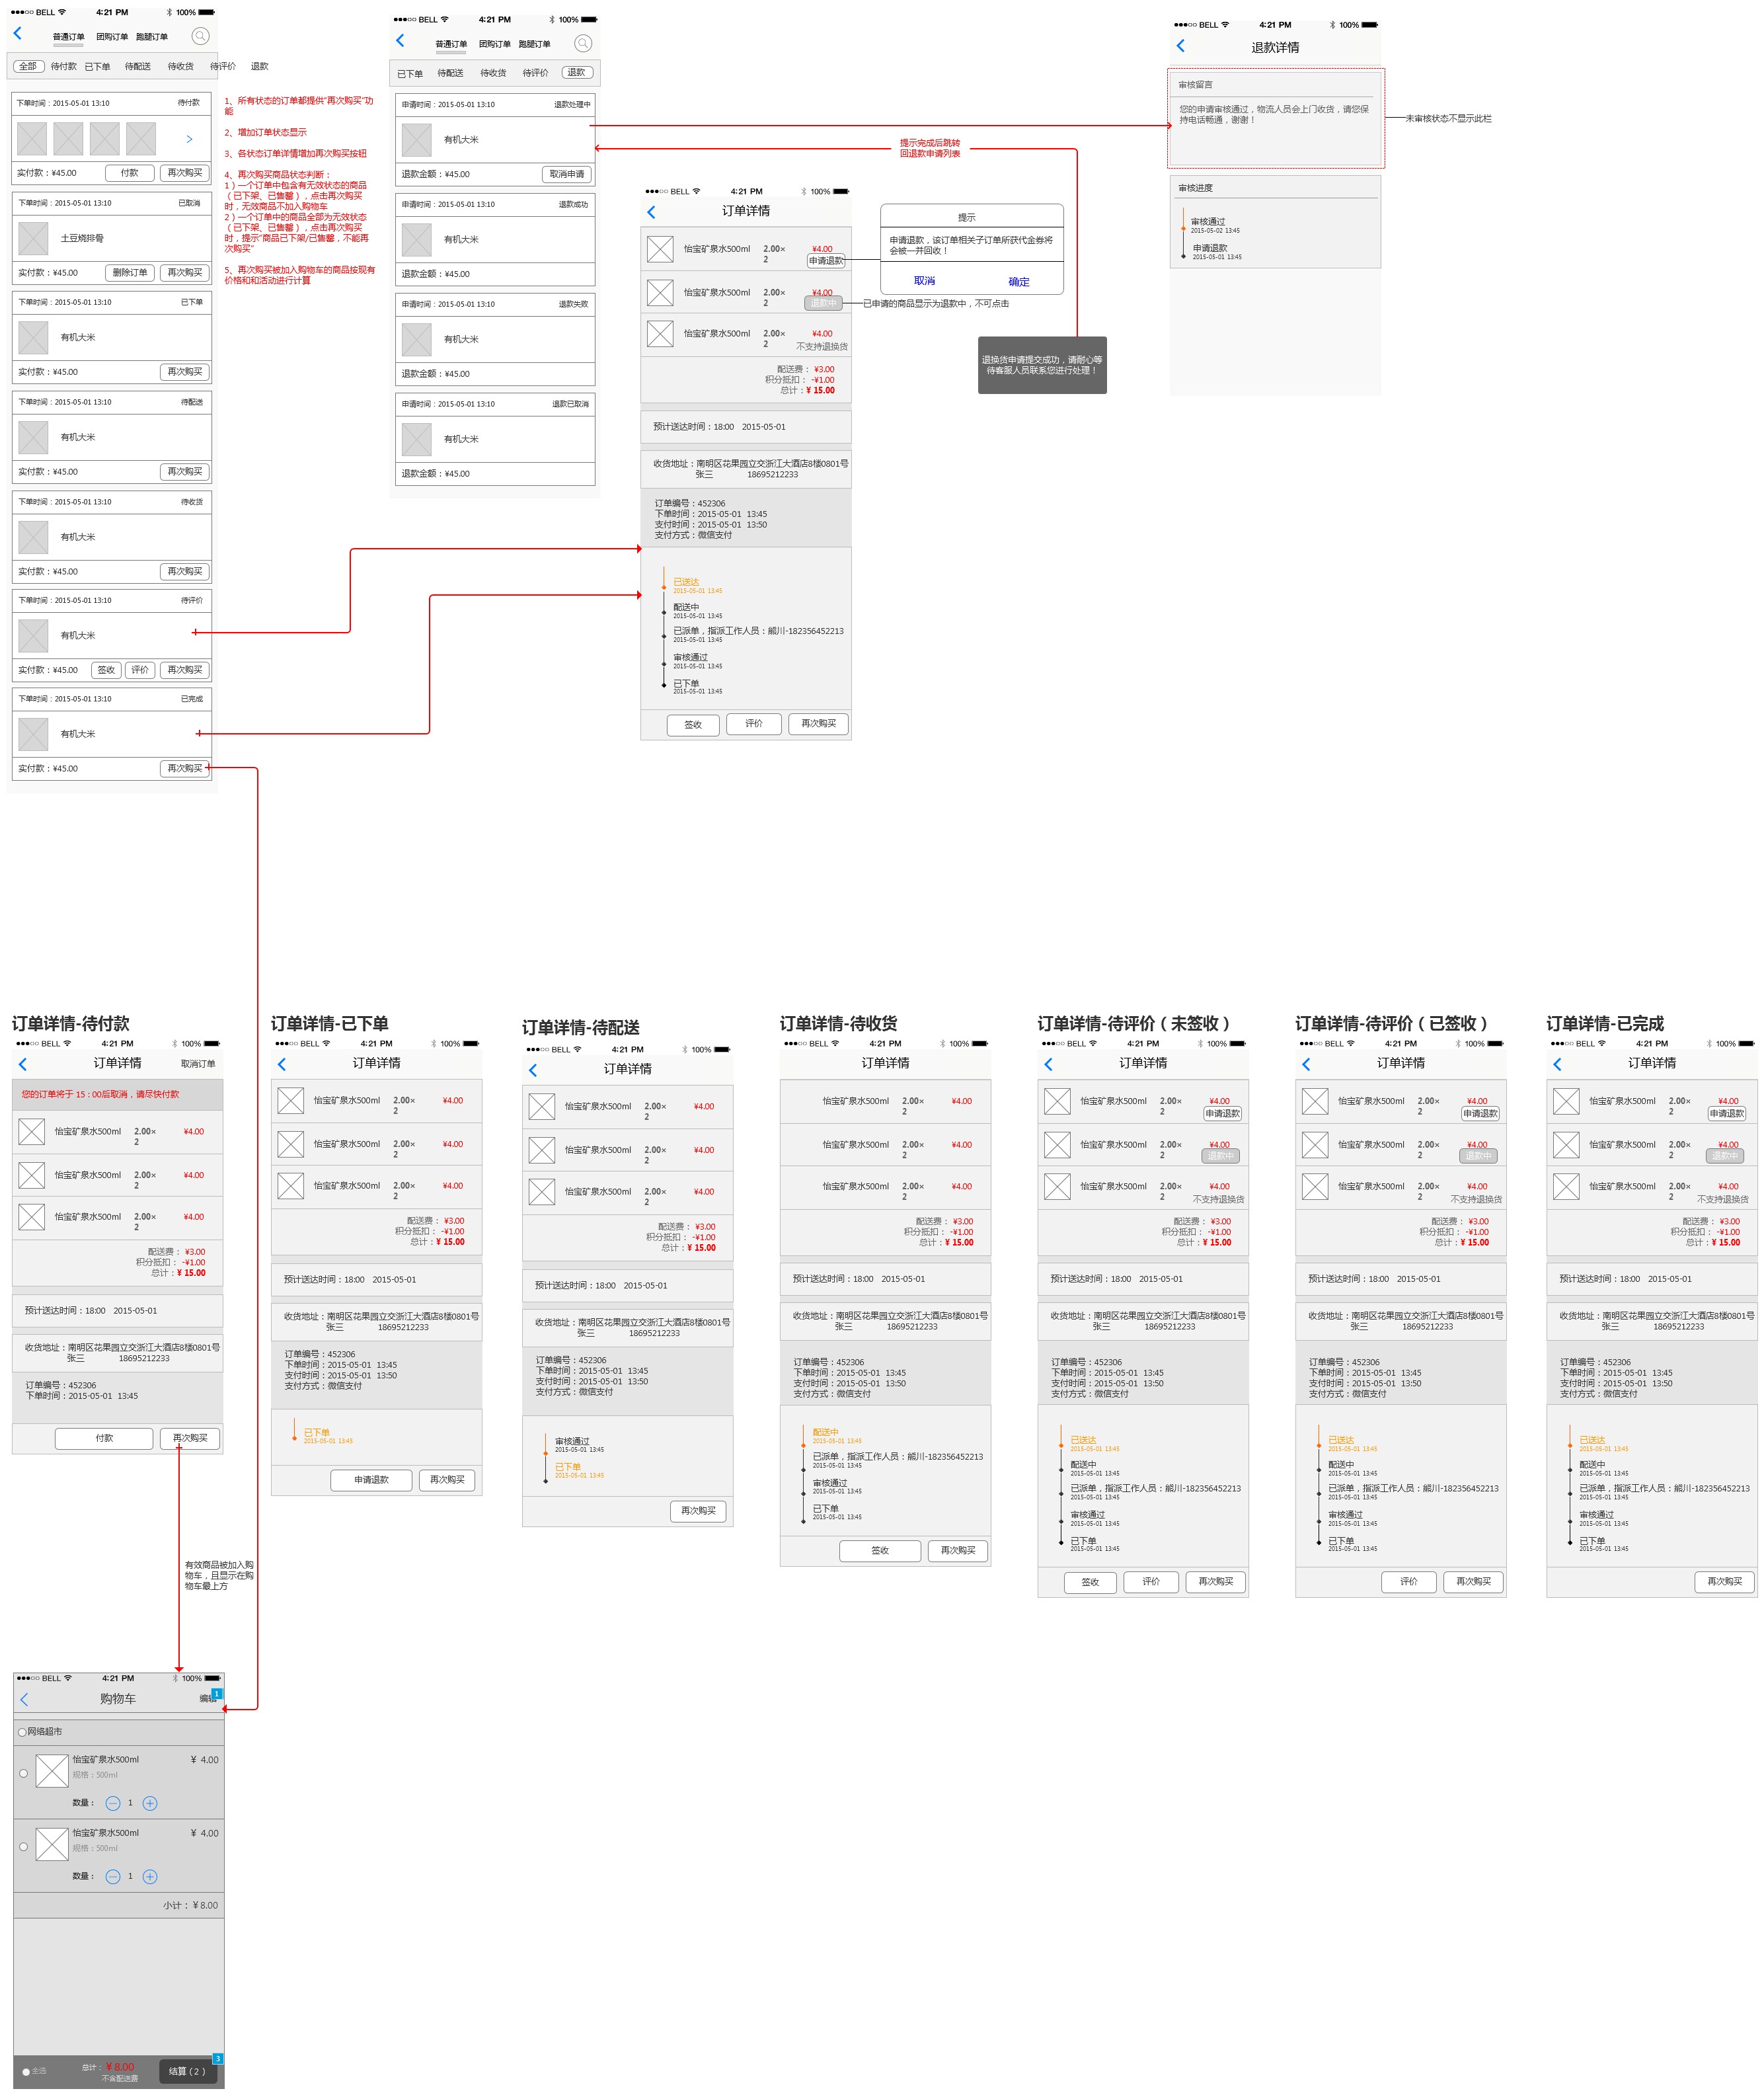 BELL 4:21 PM 100%
普通订单 团购订单 跑腿订单
全部 待付款 已下单 待配送 待收货 待评价 退款
下单时间：2015-05-01 13:10 待付款
实付款：¥45.00 付款 再次购买
下单时间：2015-05-01 13:10 已取消
土豆烧排骨
实付款：¥45.00 删除订单 再次购买
下单时间：2015-05-01 13:10 已下单
有机大米
实付款：¥45.00 再次购买
下单时间：2015-05-01 13:10 待配送
有机大米
实付款：¥45.00 再次购买
下单时间：2015-05-01 13:10 待收货
有机大米
实付款：¥45.00 再次购买
下单时间：2015-05-01 13:10 待评价
有机大米
实付款：¥45.00 签收 评价 再次购买
下单时间：2015-05-01 13:10 已完成
有机大米
实付款：¥45.00 再次购买
1、所有状态的订单都提供“再次购买”功
能
2、增加订单状态显示
3、各状态订单详情增加再次购买按钮
4、再次购买商品状态判断：
1）一个订单中包含有无效状态的商品
（已下架、已售罄），点击再次购买
时，无效商品不加入购物车
2）一个订单中的商品全部为无效状态
（已下架、已售罄），点击再次购买
时，提示“商品已下架/已售罄，不能再
次购买”
5、再次购买被加入购物车的商品按现有
价格和和活动进行计算
BELL 4:21 PM 100%
普通订单 团购订单 跑腿订单
已下单 待配送 待收货 待评价 退款
申请时间：2015-05-01 13:10 退款处理中
有机大米
退款金额：¥45.00 取消申请
申请时间：2015-05-01 13:10 退款成功
有机大米
退款金额：¥45.00
申请时间：2015-05-01 13:10 退款失败
有机大米
退款金额：¥45.00
申请时间：2015-05-01 13:10 退款已取消
有机大米
退款金额：¥45.00
提示完成后跳转
回退款申请列表
BELL 4:21 PM 100%
订单详情
怡宝矿泉水500ml 2.00× ¥4.00
2 申请退款
怡宝矿泉水500ml 2.00× ¥4.00
2 退款中
怡宝矿泉水500ml 2.00× ¥4.00
2 不支持退换货
配送费： ¥3.00
积分抵扣： -¥1.00
总计：¥ 15.00
预计送达时间：18:00 2015-05-01
收货地址：南明区花果园立交浙江大酒店8楼0801号
张三 18695212233
订单编号：452306
下单时间：2015-05-01 13:45
支付时间：2015-05-01 13:50
支付方式：微信支付
已送达
2015-05-01 13:45
配送中
2015-05-01 13:45
已派单，指派工作人员：熊川-182356452213
2015-05-01 13:45
审核通过
2015-05-01 13:45
已下单
2015-05-01 13:45
签收 评价 再次购买
提示
申请退款，该订单相关子订单所获代金券将
会被一并回收！
取消 确定
已申请的商品显示为退款中，不可点击
退换货申请提交成功，请耐心等
待客服人员联系您进行处理！
BELL 4:21 PM 100%
退款详情
审核留言
您的申请审核通过，物流人员会上门收货，请您保
持电话畅通，谢谢！
未审核状态不显示此栏
审核进度
审核通过
2015-05-02 13:45
申请退款
2015-05-01 13:45
订单详情-待付款
BELL 4:21 PM 100%
订单详情 取消订单
您的订单将于 15 : 00后取消，请尽快付款
怡宝矿泉水500ml 2.00× ¥4.00
2
怡宝矿泉水500ml 2.00× ¥4.00
2
怡宝矿泉水500ml 2.00× ¥4.00
2
配送费： ¥3.00
积分抵扣： -¥1.00
总计：¥ 15.00
预计送达时间：18:00 2015-05-01
收货地址：南明区花果园立交浙江大酒店8楼0801号
张三 18695212233
订单编号：452306
下单时间：2015-05-01 13:45
付款 再次购买
有效商品被加入购
物车，且显示在购
物车最上方
订单详情-已下单
BELL 4:21 PM 100%
订单详情
怡宝矿泉水500ml 2.00× ¥4.00
2
怡宝矿泉水500ml 2.00× ¥4.00
2
怡宝矿泉水500ml 2.00× ¥4.00
2
配送费： ¥3.00
积分抵扣： -¥1.00
总计：¥ 15.00
预计送达时间：18:00 2015-05-01
收货地址：南明区花果园立交浙江大酒店8楼0801号
张三 18695212233
订单编号：452306
下单时间：2015-05-01 13:45
支付时间：2015-05-01 13:50
支付方式：微信支付
已下单
2015-05-01 13:45
申请退款 再次购买
订单详情-待配送
BELL 4:21 PM 100%
订单详情
怡宝矿泉水500ml 2.00× ¥4.00
2
怡宝矿泉水500ml 2.00× ¥4.00
2
怡宝矿泉水500ml 2.00× ¥4.00
2
配送费： ¥3.00
积分抵扣： -¥1.00
总计：¥ 15.00
预计送达时间：18:00 2015-05-01
收货地址：南明区花果园立交浙江大酒店8楼0801号
张三 18695212233
订单编号：452306
下单时间：2015-05-01 13:45
支付时间：2015-05-01 13:50
支付方式：微信支付
审核通过
2015-05-01 13:45
已下单
2015-05-01 13:45
再次购买
订单详情-待收货
BELL 4:21 PM 100%
订单详情
怡宝矿泉水500ml 2.00× ¥4.00
2
怡宝矿泉水500ml 2.00× ¥4.00
2
怡宝矿泉水500ml 2.00× ¥4.00
2
配送费： ¥3.00
积分抵扣： -¥1.00
总计：¥ 15.00
预计送达时间：18:00 2015-05-01
收货地址：南明区花果园立交浙江大酒店8楼0801号
张三 18695212233
订单编号：452306
下单时间：2015-05-01 13:45
支付时间：2015-05-01 13:50
支付方式：微信支付
配送中
2015-05-01 13:45
已派单，指派工作人员：熊川-182356452213
2015-05-01 13:45
审核通过
2015-05-01 13:45
已下单
2015-05-01 13:45
签收 再次购买
订单详情-待评价（未签收）
BELL 4:21 PM 100%
订单详情
怡宝矿泉水500ml 2.00× ¥4.00
2 申请退款
怡宝矿泉水500ml 2.00× ¥4.00
2 退款中
怡宝矿泉水500ml 2.00× ¥4.00
2 不支持退换货
配送费： ¥3.00
积分抵扣： -¥1.00
总计：¥ 15.00
预计送达时间：18:00 2015-05-01
收货地址：南明区花果园立交浙江大酒店8楼0801号
张三 18695212233
订单编号：452306
下单时间：2015-05-01 13:45
支付时间：2015-05-01 13:50
支付方式：微信支付
已送达
2015-05-01 13:45
配送中
2015-05-01 13:45
已派单，指派工作人员：熊川-182356452213
2015-05-01 13:45
审核通过
2015-05-01 13:45
已下单
2015-05-01 13:45
签收 评价 再次购买
订单详情-待评价（已签收）
BELL 4:21 PM 100%
订单详情
怡宝矿泉水500ml 2.00× ¥4.00
2 申请退款
怡宝矿泉水500ml 2.00× ¥4.00
2 退款中
怡宝矿泉水500ml 2.00× ¥4.00
2 不支持退换货
配送费： ¥3.00
积分抵扣： -¥1.00
总计：¥ 15.00
预计送达时间：18:00 2015-05-01
收货地址：南明区花果园立交浙江大酒店8楼0801号
张三 18695212233
订单编号：452306
下单时间：2015-05-01 13:45
支付时间：2015-05-01 13:50
支付方式：微信支付
已送达
2015-05-01 13:45
配送中
2015-05-01 13:45
已派单，指派工作人员：熊川-182356452213
2015-05-01 13:45
审核通过
2015-05-01 13:45
已下单
2015-05-01 13:45
评价 再次购买
订单详情-已完成
BELL 4:21 PM 100%
订单详情
怡宝矿泉水500ml 2.00× ¥4.00
2 申请退款
怡宝矿泉水500ml 2.00× ¥4.00
2 退款中
怡宝矿泉水500ml 2.00× ¥4.00
2 不支持退换货
配送费： ¥3.00
积分抵扣： -¥1.00
总计：¥ 15.00
预计送达时间：18:00 2015-05-01
收货地址：南明区花果园立交浙江大酒店8楼0801号
张三 18695212233
订单编号：452306
下单时间：2015-05-01 13:45
支付时间：2015-05-01 13:50
支付方式：微信支付
已送达
2015-05-01 13:45
配送中
2015-05-01 13:45
已派单，指派工作人员：熊川-182356452213
2015-05-01 13:45
审核通过
2015-05-01 13:45
已下单
2015-05-01 13:45
再次购买
BELL 4:21 PM 100%
购物车 编辑 1
网络超市
怡宝矿泉水500ml ¥ 4.00
规格：500ml
数量： 1
怡宝矿泉水500ml ¥ 4.00
规格：500ml
数量： 1
小计：¥8.00
3
全选 总计：¥8.00 结算(2)
不含配送费